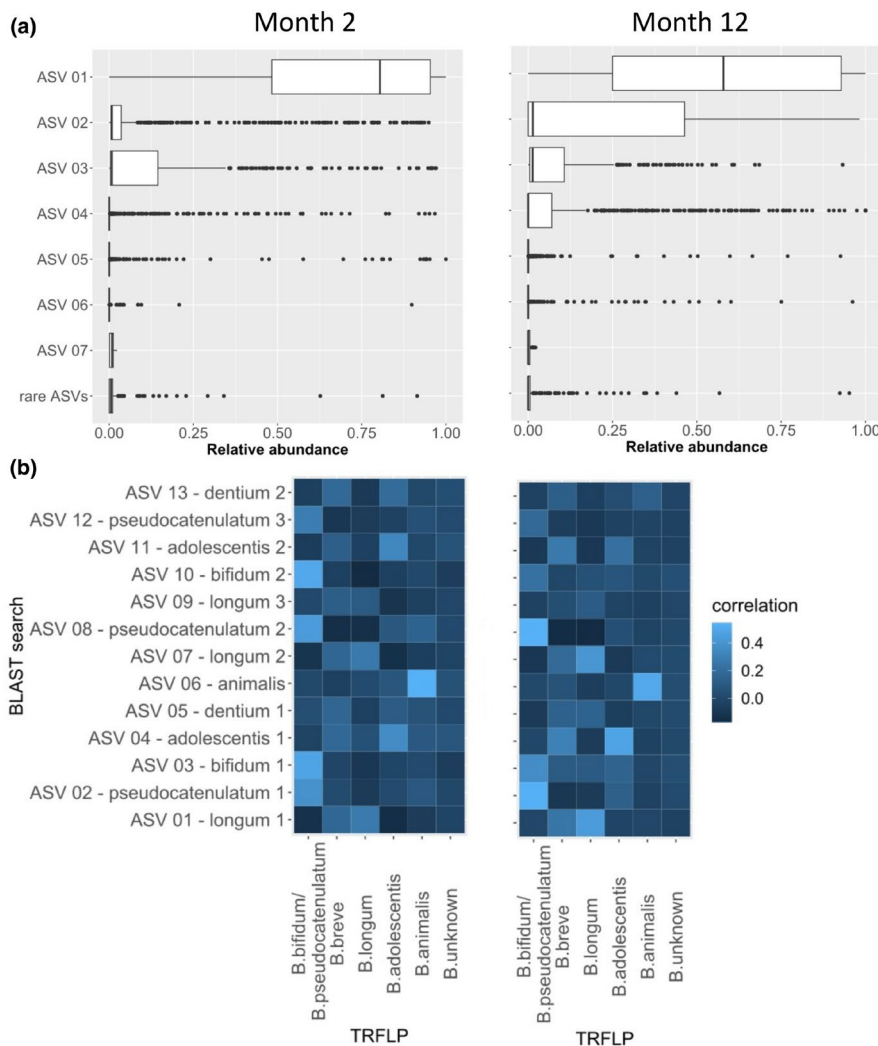 (a)
Month 2
Month 12
ASV 01
ASV 02
ASV 03
ASV 04
ASV 05
ASV 06
ASV 07
rare ASVs
0.00 0.25 0.50 0.75 1.00
Relative abundance
0.00 0.25 0.50 0.75 1.00
Relative abundance
(b)
BLAST search
ASV 13 - dentium 2
ASV 12 - pseudocatenulatum 3
ASV 11 - adolescentis 2
ASV 10 - bifidum 2
ASV 09 - longum 3
ASV 08 - pseudocatenulatum 2
ASV 07 - longum 2
ASV 06 - animalis
ASV 05 - dentium 1
ASV 04 - adolescentis 1
ASV 03 - bifidum 1
ASV 02 - pseudocatenulatum 1
ASV 01 - longum 1
correlation
0.4
0.2
0.0
B.bifidum/
B.pseudocatenulatum
B.breve
B.longum
B.adolescentis
B.animalis
B.unknown
TRFLP
B.bifidum/
B.pseudocatenulatum
B.breve
B.longum
B.adolescentis
B.animalis
B.unknown
TRFLP